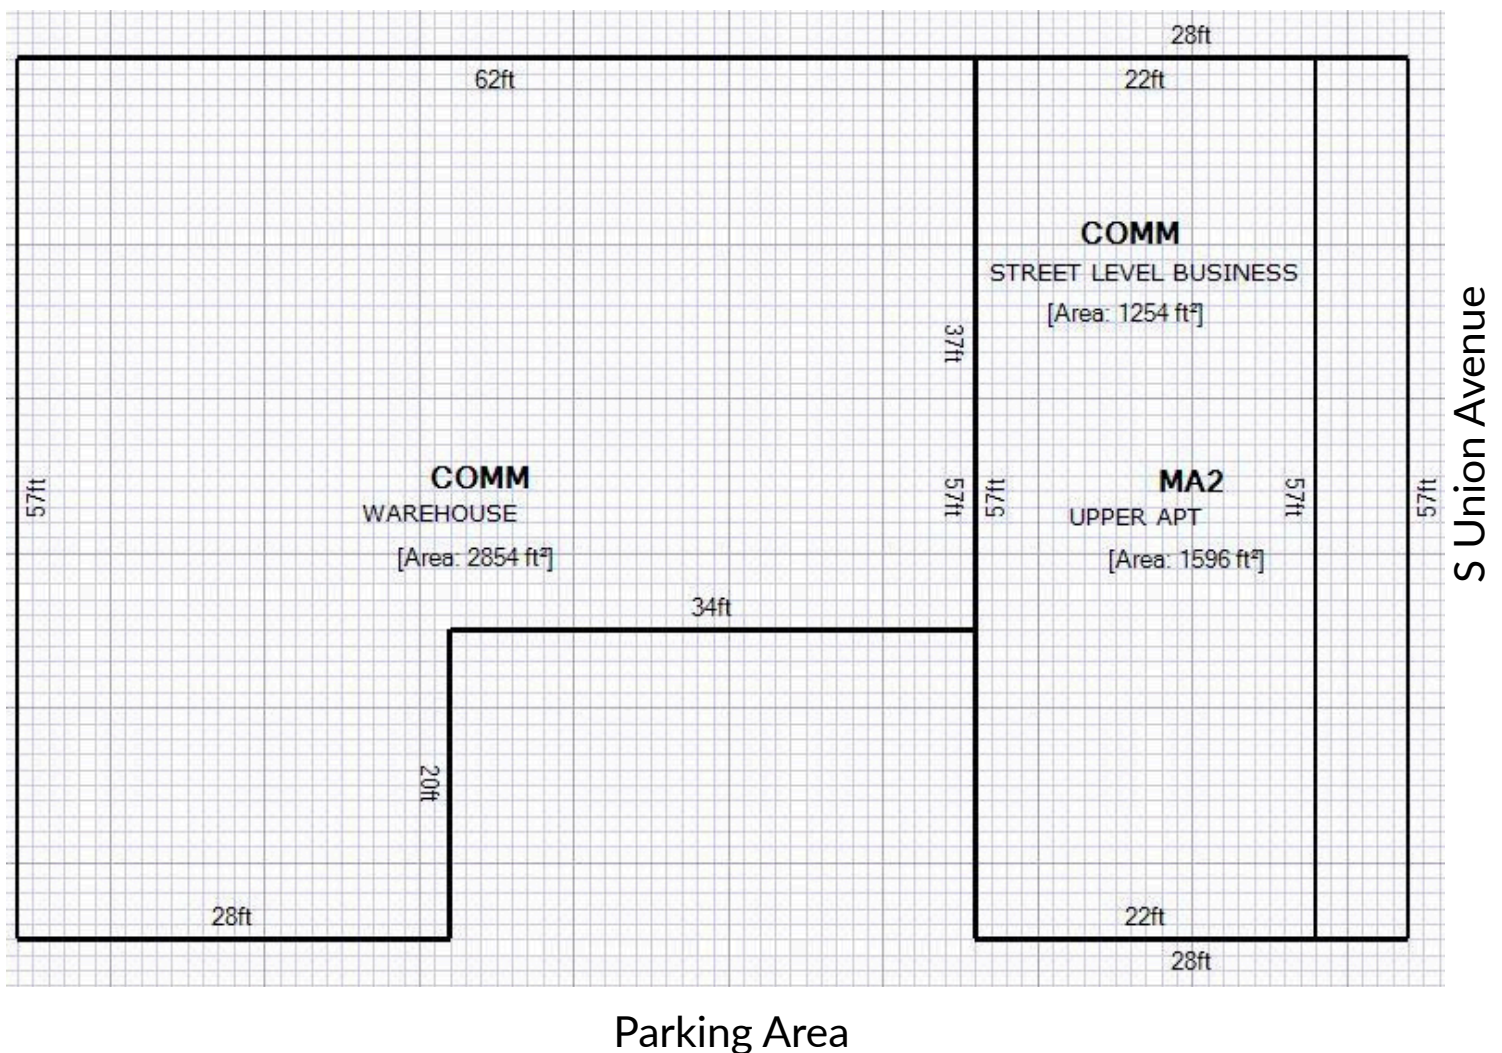 28ft
62ft
22ft
COMM
STREET LEVEL BUSINESS
[Area: 1254 ft²]
37ft
COMM
WAREHOUSE
[Area: 2854 ft²]
57ft
57ft
57ft
MA2
UPPER APT
[Area: 1596 ft²]
57ft
57ft
S Union Avenue
34ft
20ft
28ft
22ft
28ft
Parking Area